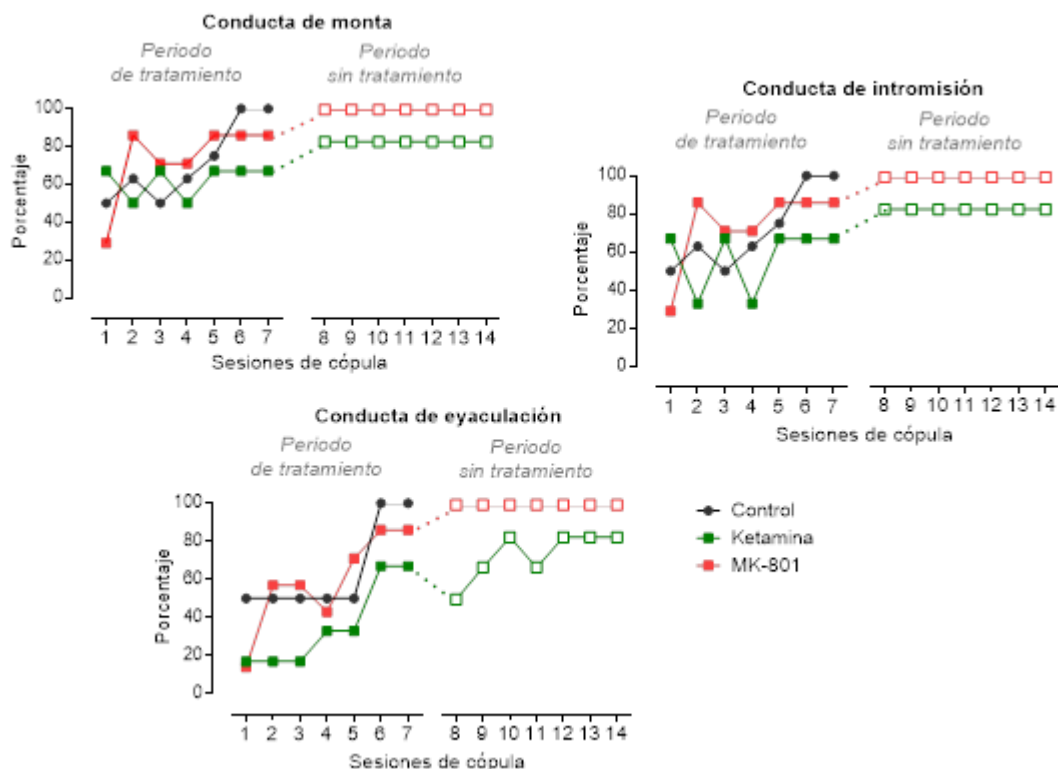 Conducta de monta
Periodo
de tratamiento
Periodo
sin tratamiento
100
80
60
40
20
0
Porcentaje
1 2 3 4 5 6 7 8 9 10 11 12 13 14
Sesiones de cópula
Conducta de intromisión
Periodo
de tratamiento
Periodo
sin tratamiento
100
80
60
40
20
0
Porcentaje
1 2 3 4 5 6 7 8 9 10 11 12 13 14
Sesiones de cópula
Conducta de eyaculación
Periodo
de tratamiento
Periodo
sin tratamiento
100
80
60
40
20
0
Porcentaje
1 2 3 4 5 6 7 8 9 10 11 12 13 14
Sesiones de cópula
Control
Ketamina
MK-801